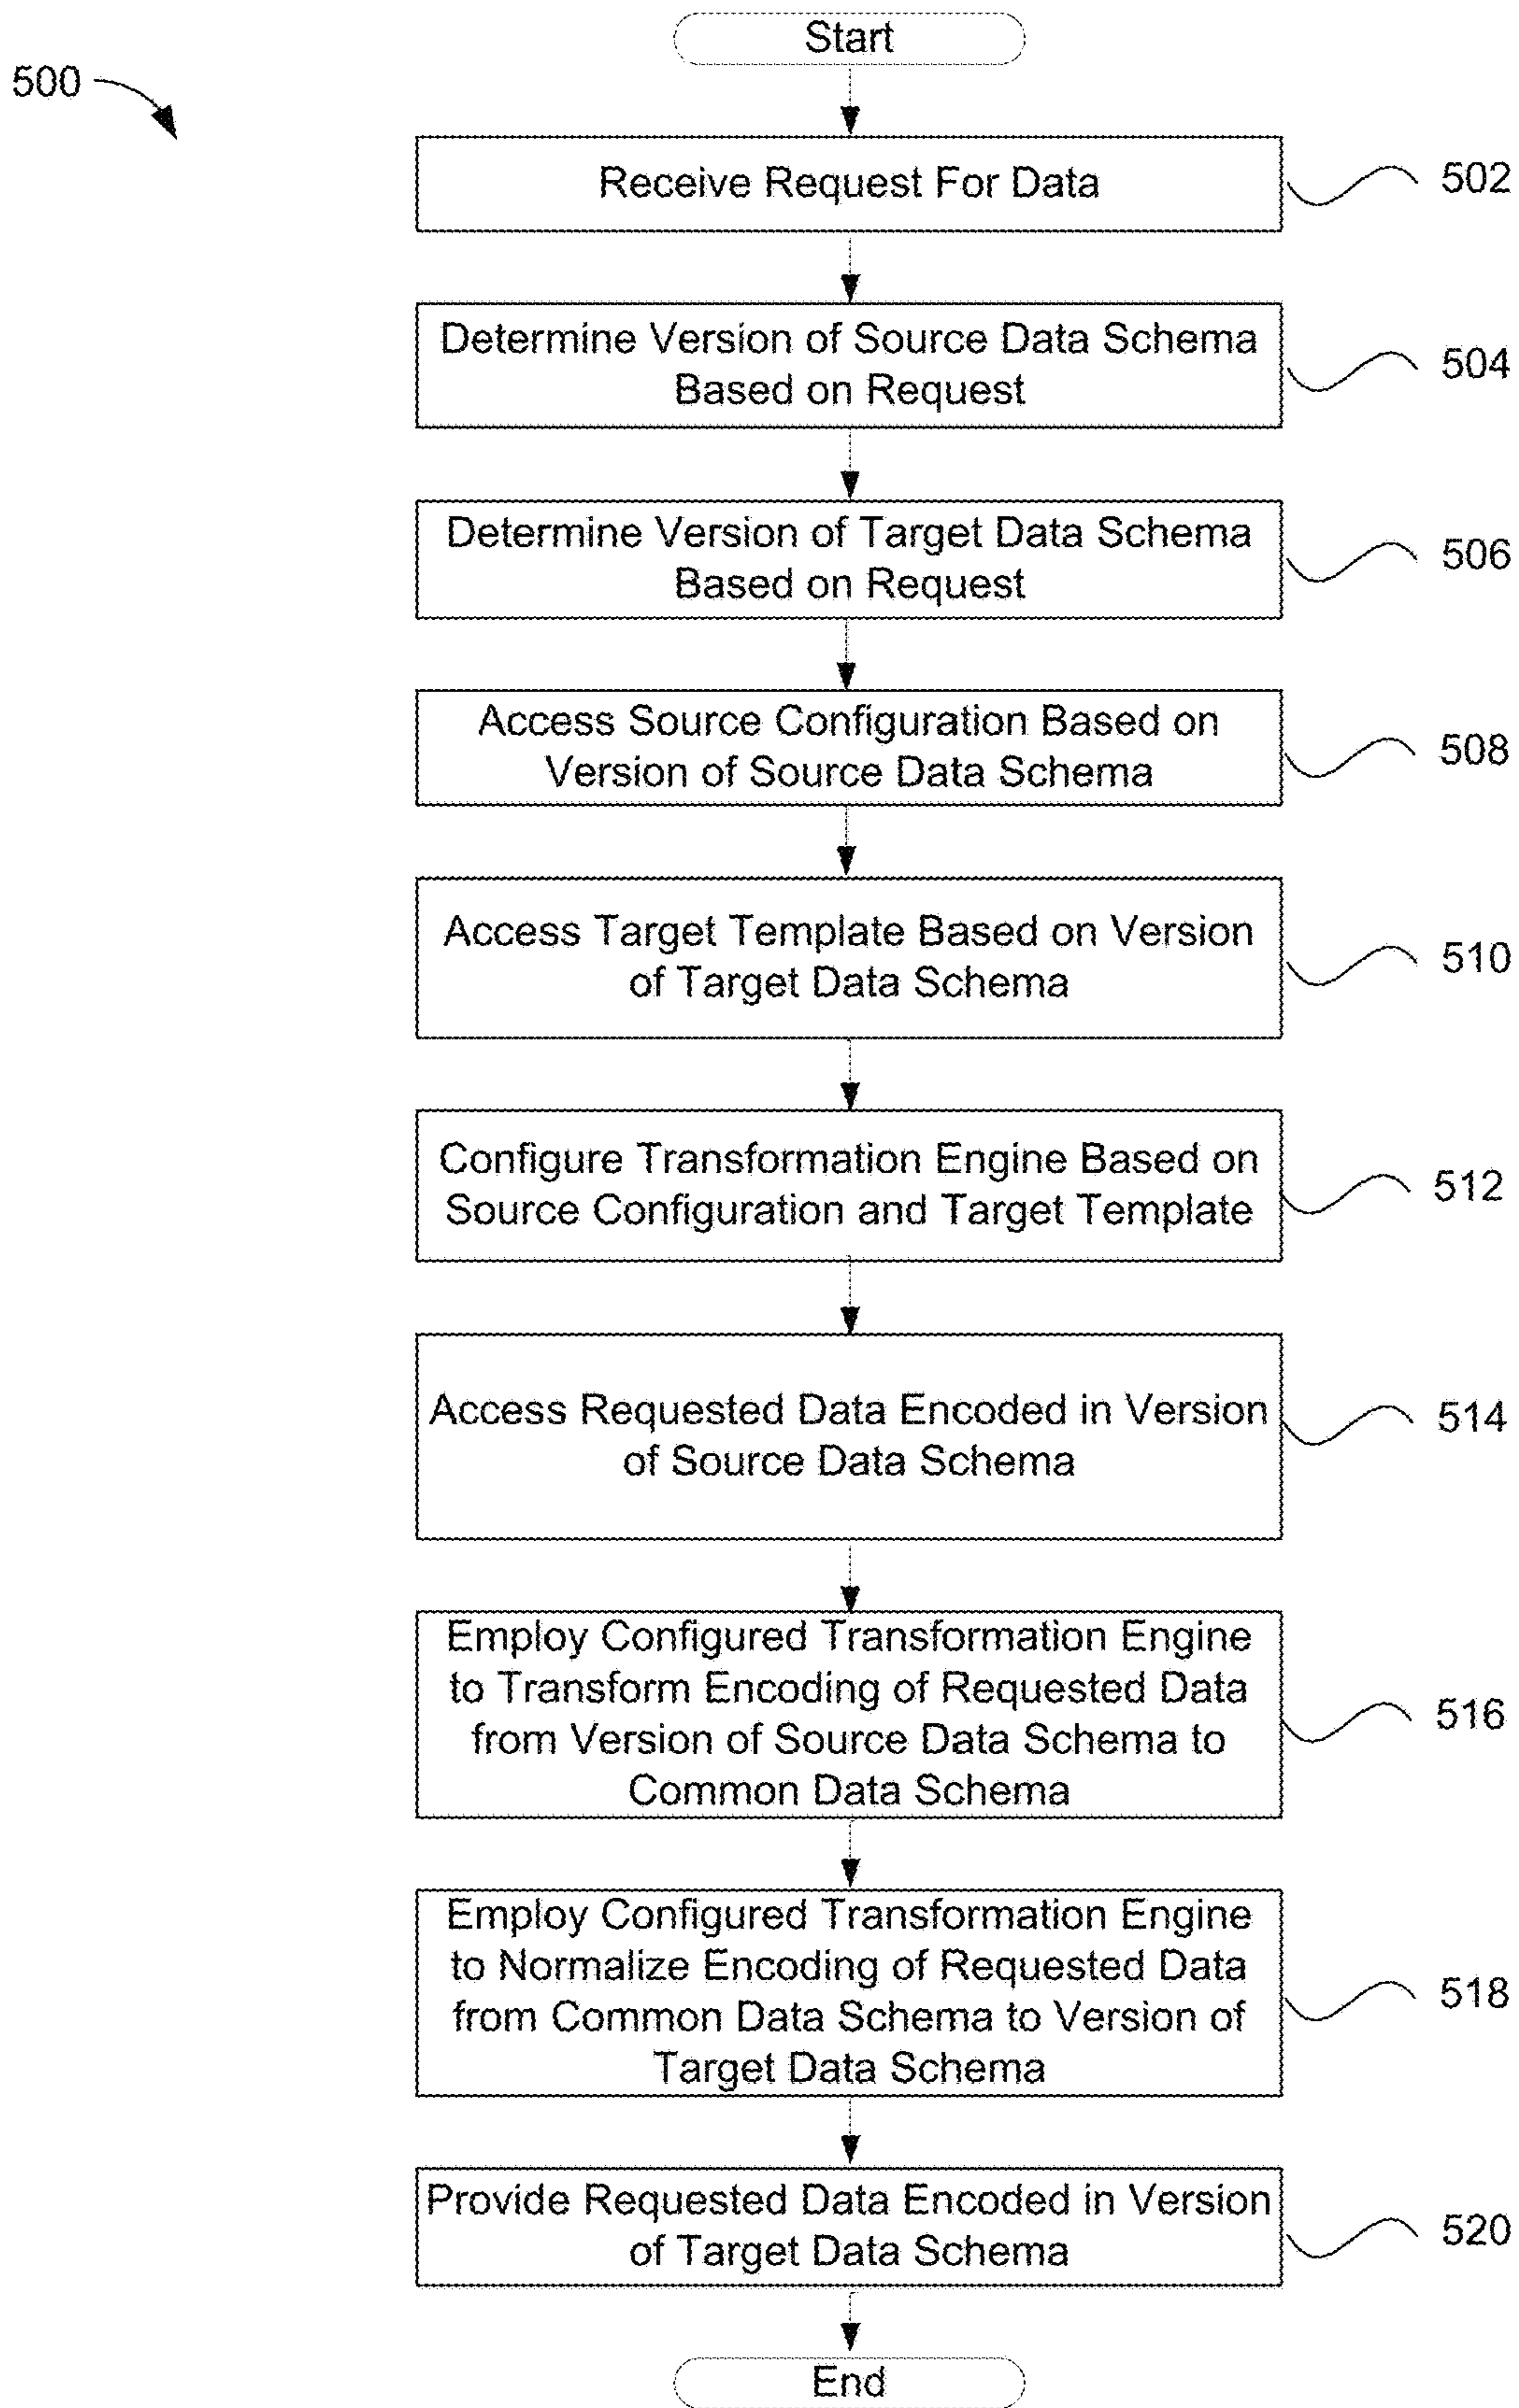 Start
500
Receive Request For Data
502
Determine Version of Source Data Schema
Based on Request
504
Determine Version of Target Data Schema
Based on Request
506
Access Source Configuration Based on
Version of Source Data Schema
508
Access Target Template Based on Version
of Target Data Schema
510
Configure Transformation Engine Based on
Source Configuration and Target Template
512
Access Requested Data Encoded in Version
of Source Data Schema
514
Employ Configured Transformation Engine
to Transform Encoding of Requested Data
from Version of Source Data Schema to
Common Data Schema
516
Employ Configured Transformation Engine
to Normalize Encoding of Requested Data
from Common Data Schema to Version of
Target Data Schema
518
Provide Requested Data Encoded in Version
of Target Data Schema
520
End